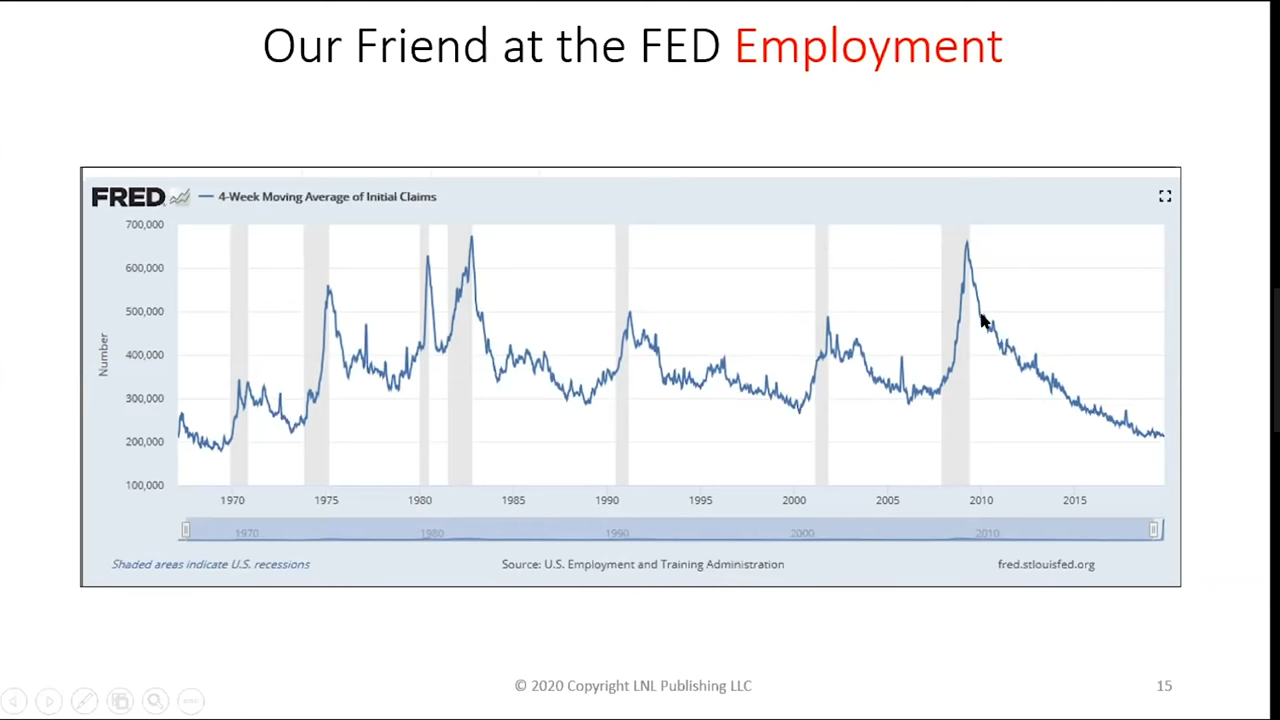 Our Friend at the FED Employment
FRED 4-Week Moving Average of Initial Claims
700,000
600,000
500,000
400,000
300,000
200,000
100,000
Number
1970 1975 1980 1985 1990 1995 2000 2005 2010 2015
1970 1980 1990 2000 2010
Shaded areas indicate U.S. recessions Source: U.S. Employment and Training Administration fred.stlouisfed.org
© 2020 Copyright LNL Publishing LLC 15